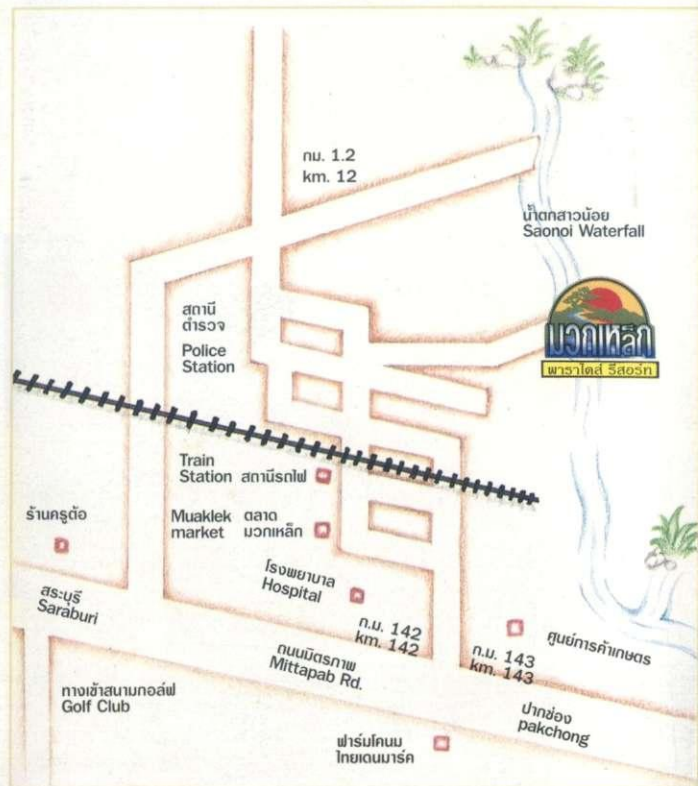 กม. 1.2
km. 12
น้ำตกสาวน้อย
Saonoi Waterfall
มวกเหล็ก
พาราไดส์ รีสอร์ท
สถานี
ตำรวจ
Police
Station
Train
Station สถานีรถไฟ
Muaklek ตลาด
market มวกเหล็ก
ร้านครูต้อ
โรงพยาบาล
Hospital
สระบุรี
Saraburi
ก.ม. 142
km. 142
ก.ม. 143
km. 143
ศูนย์การค้าเกษตร
ถนนมิตรภาพ
Mittapab Rd.
ทางเข้าสนามกอล์ฟ
Golf Club
ปากช่อง
pakchong
ฟาร์มโคนม
ไทยเดนมาร์ค